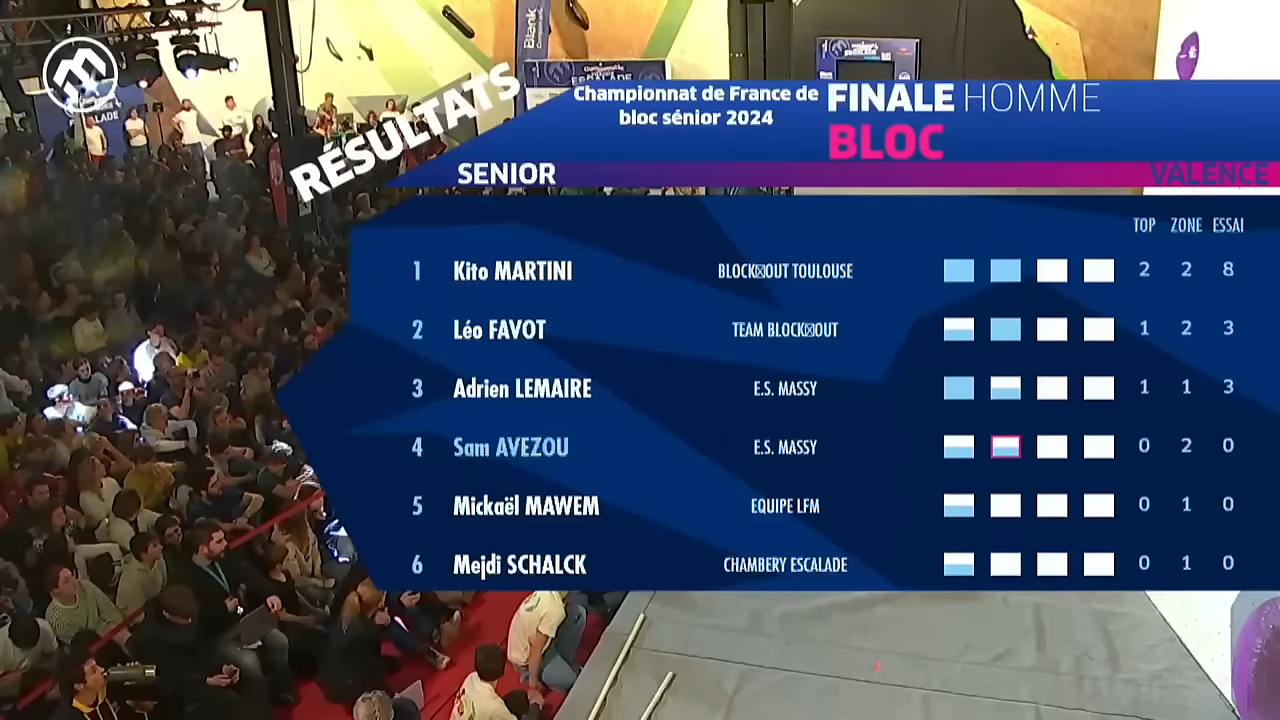 RÉSULTATS
Championnat de France de
bloc sénior 2024
FINALE HOMME
BLOC
SENIOR
VALENCE
TOP ZONE ESSAI
1 Kito MARTINI BLOCK☒OUT TOULOUSE 2 2 8
2 Léo FAVOT TEAM BLOCK☒OUT 1 2 3
3 Adrien LEMAIRE E.S. MASSY 1 1 3
4 Sam AVEZOU E.S. MASSY 0 2 0
5 Mickaël MAWEM EQUIPE LFM 0 1 0
6 Mejdi SCHALCK CHAMBERY ESCALADE 0 1 0
Blank